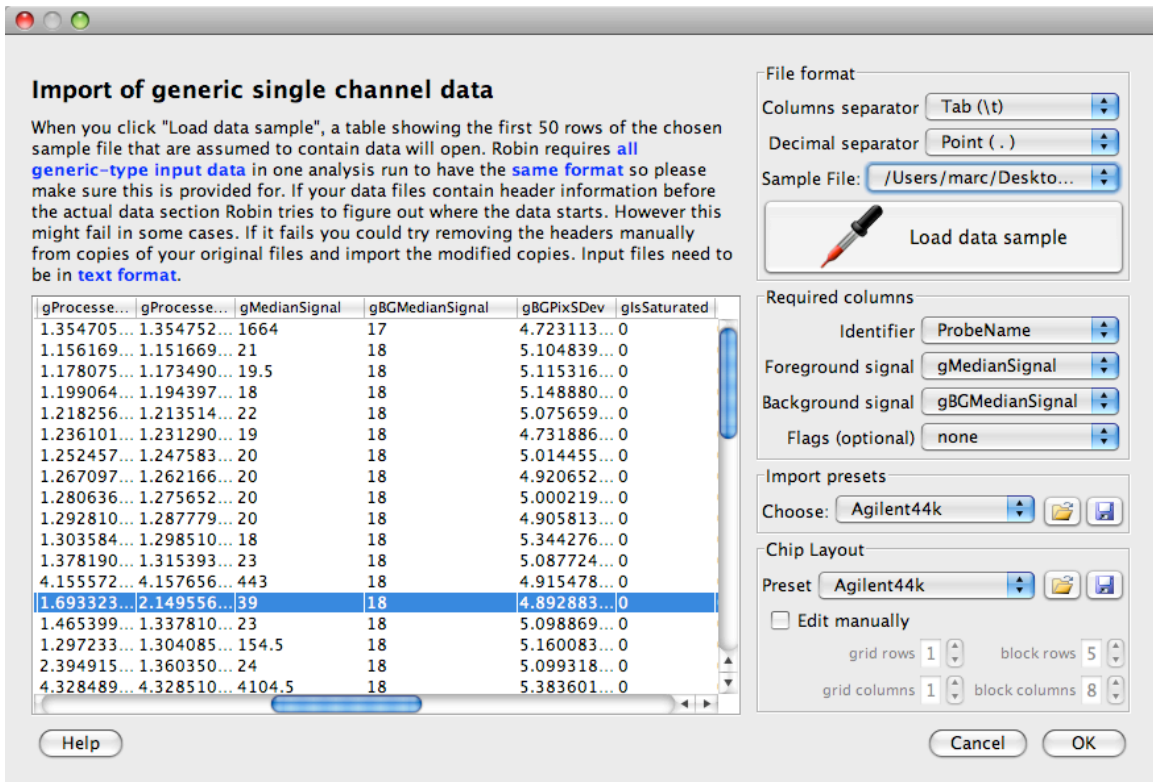 Import of generic single channel data
When you click "Load data sample", a table showing the first 50 rows of the chosen
sample file that are assumed to contain data will open. Robin requires all
generic-type input data in one analysis run to have the same format so please
make sure this is provided for. If your data files contain header information before
the actual data section Robin tries to figure out where the data starts. However this
might fail in some cases. If it fails you could try removing the headers manually
from copies of your original files and import the modified copies. Input files need to
be in text format.
gProcesse... gProcesse... gMedianSignal gBGMedianSignal gBGPixSDev gIsSaturated
1.354705... 1.354752... 1664 17 4.723113... 0
1.156169... 1.151669... 21 18 5.104839... 0
1.178075... 1.173490... 19.5 18 5.115316... 0
1.199064... 1.194397... 18 18 5.148880... 0
1.218256... 1.213514... 22 18 5.075659... 0
1.236101... 1.231290... 19 18 4.731886... 0
1.252457... 1.247583... 20 18 5.014455... 0
1.267097... 1.262166... 20 18 4.920652... 0
1.280636... 1.275652... 20 18 5.000219... 0
1.292810... 1.287779... 20 18 4.905813... 0
1.303584... 1.298510... 18 18 5.344276... 0
1.378190... 1.315393... 23 18 5.087724... 0
4.155572... 4.157656... 443 18 4.915478... 0
1.693323... 2.149556... 39 18 4.892883... 0
1.465399... 1.337810... 23 18 5.098869... 0
1.297233... 1.304085... 154.5 18 5.160083... 0
2.394915... 1.360350... 24 18 5.099318... 0
4.328489... 4.328510... 4104.5 18 5.383601... 0
File format
Columns separator Tab (\t)
Decimal separator Point ( . )
Sample File: /Users/marc/Deskto...
Load data sample
Required columns
Identifier ProbeName
Foreground signal gMedianSignal
Background signal gBGMedianSignal
Flags (optional) none
Import presets
Choose: Agilent44k
Chip Layout
Preset Agilent44k
Edit manually
grid rows 1 block rows 5
grid columns 1 block columns 8
Help Cancel OK